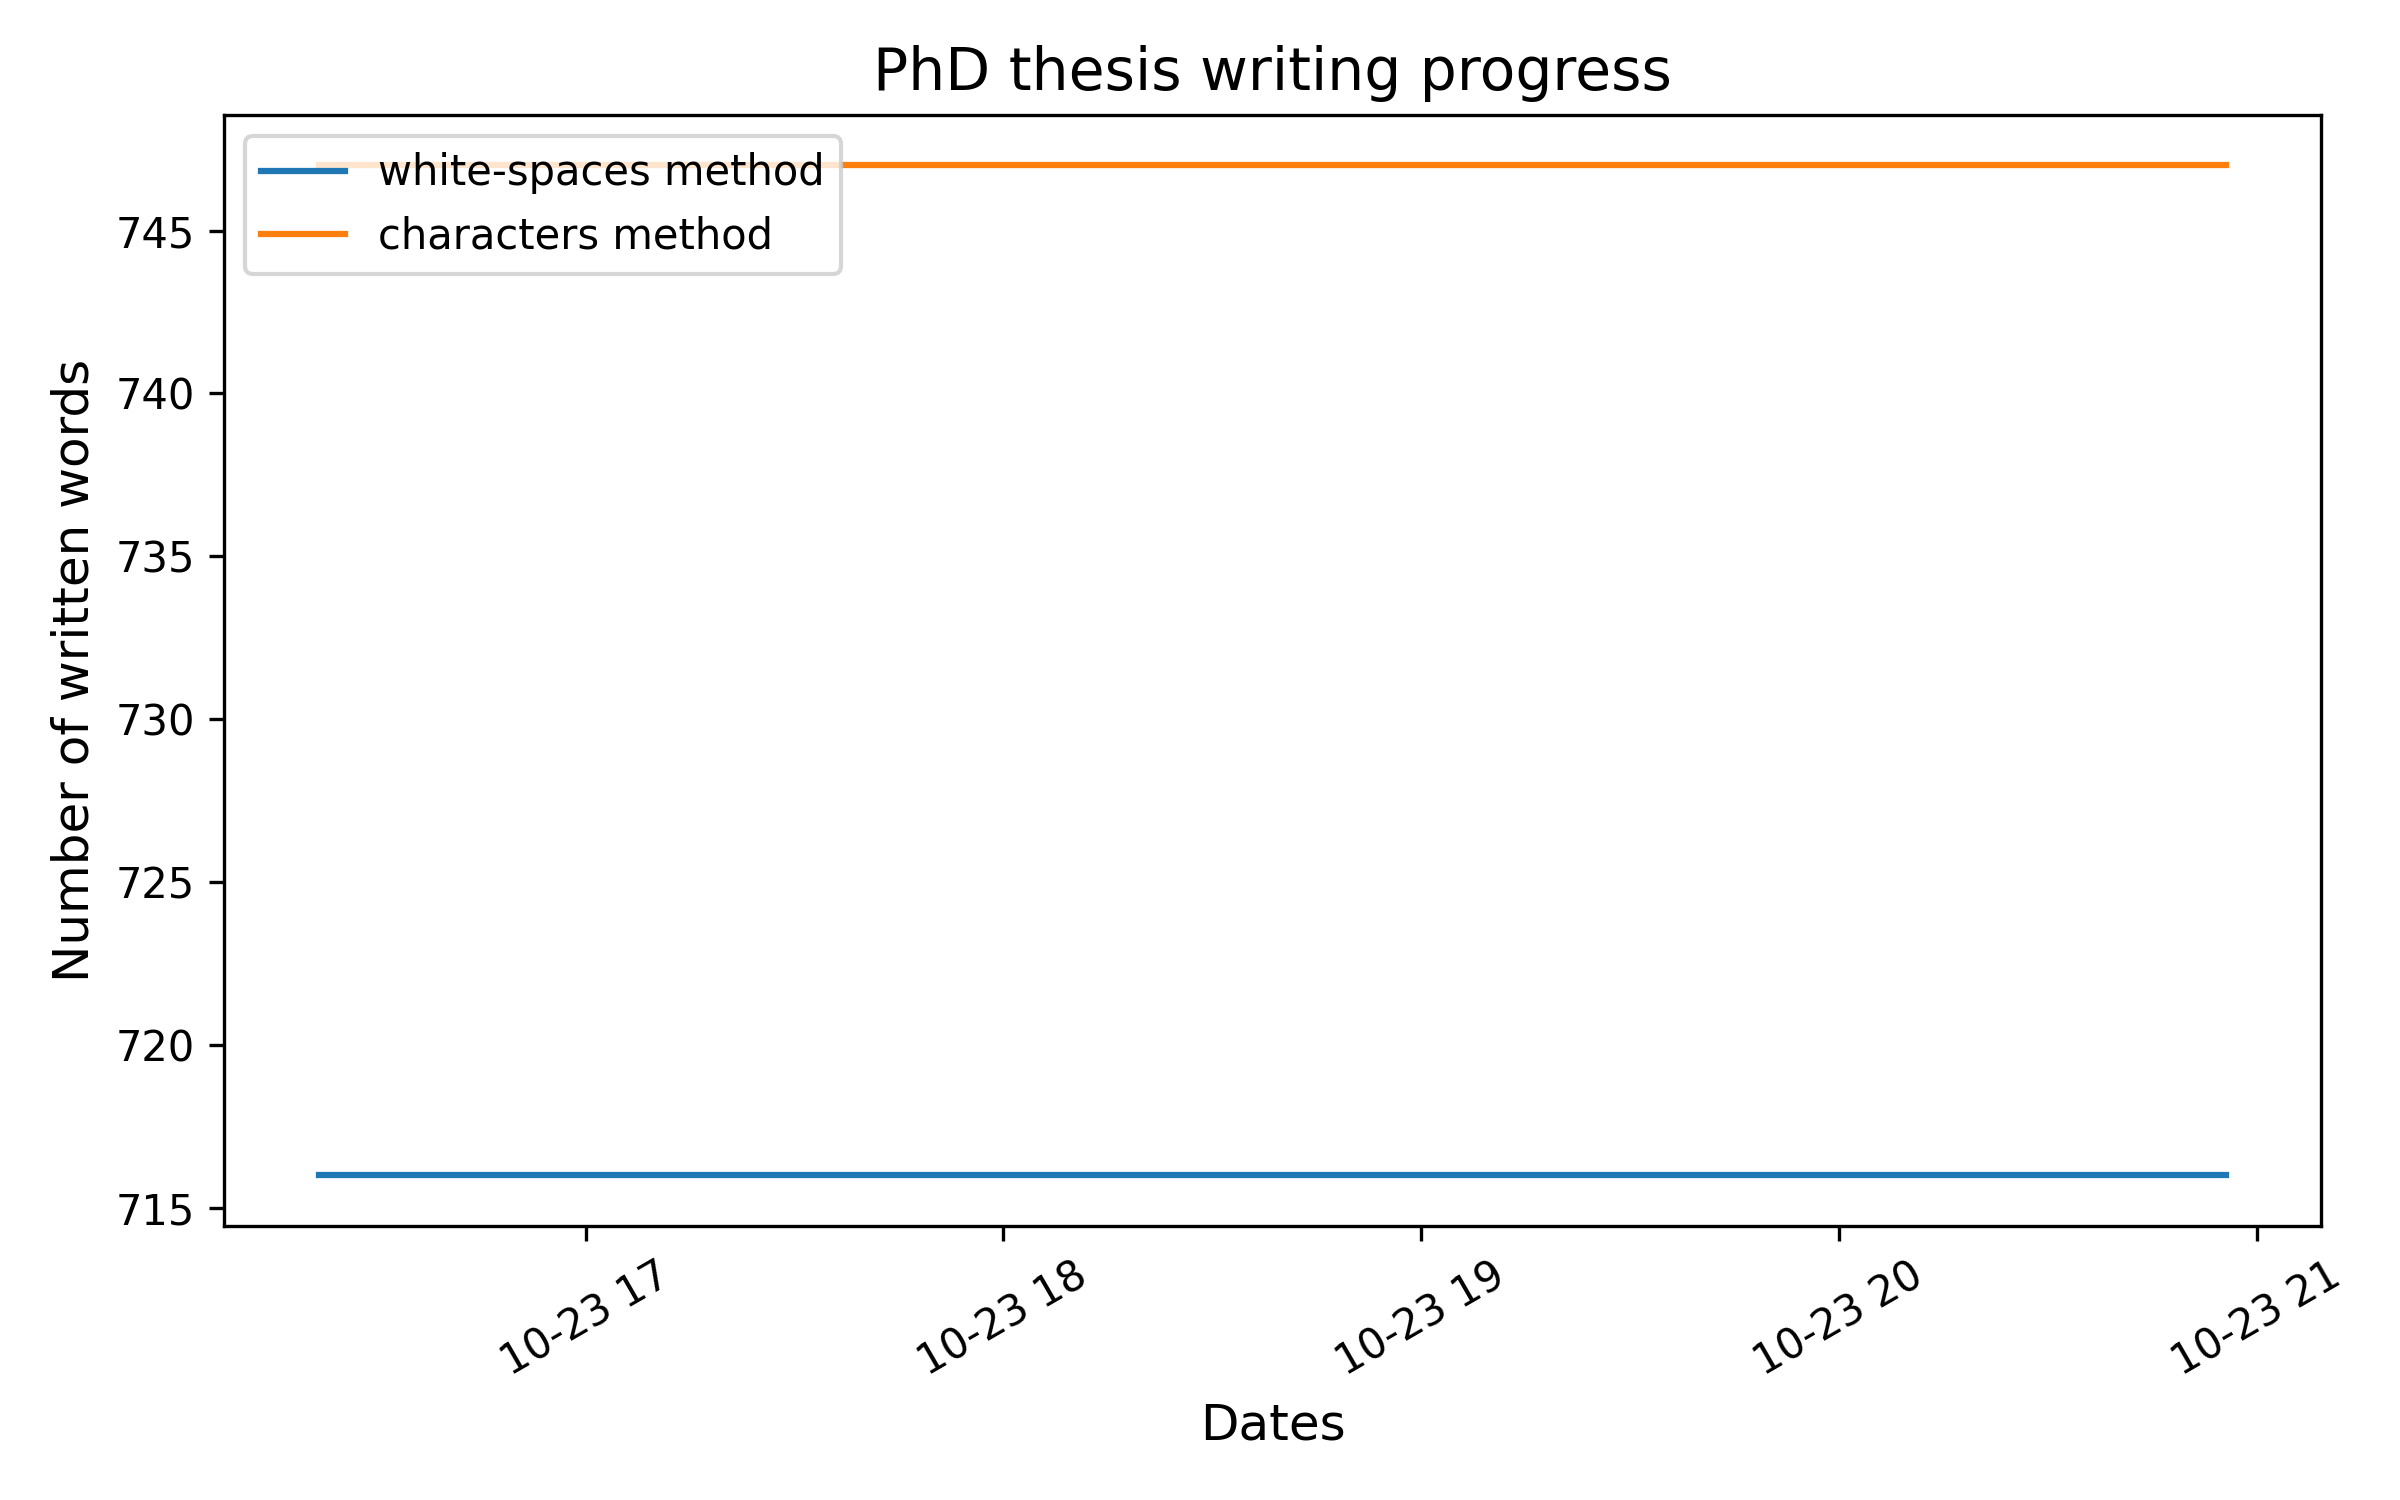 PhD thesis writing progress
white-spaces method
characters method
745
740
735
730
725
720
715
Number of written words
10-23 17
10-23 18
10-23 19
10-23 20
10-23 21
Dates